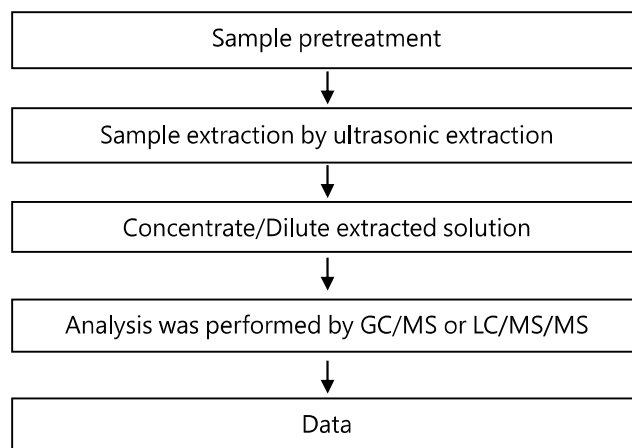 Sample pretreatment
Sample extraction by ultrasonic extraction
Concentrate/Dilute extracted solution
Analysis was performed by GC/MS or LC/MS/MS
Data